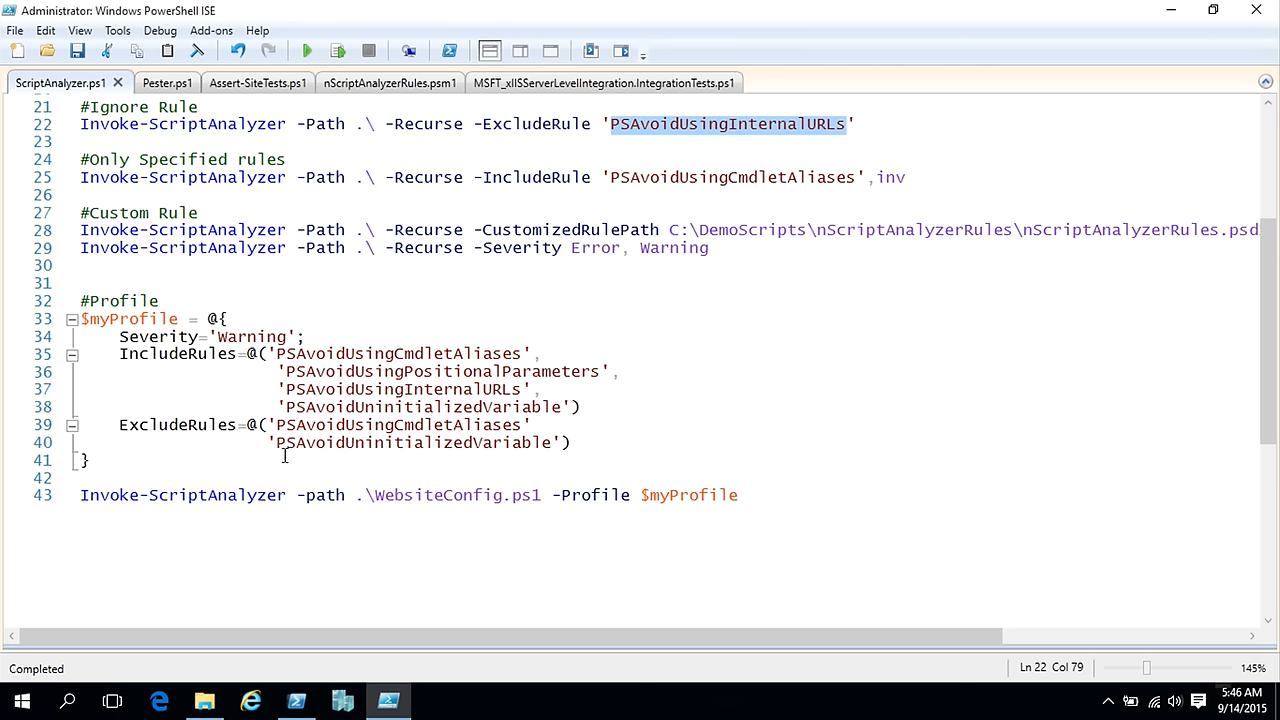 Administrator: Windows PowerShell ISE
File Edit View Tools Debug Add-ons Help
ScriptAnalyzer.ps1 Pester.ps1 Assert-SiteTests.ps1 nScriptAnalyzerRules.psm1 MSFT_xIISServerLevelIntegration.IntegrationTests.ps1
21 #Ignore Rule
22 Invoke-ScriptAnalyzer -Path .\ -Recurse -ExcludeRule 'PSAvoidUsingInternalURLs'
23
24 #Only Specified rules
25 Invoke-ScriptAnalyzer -Path .\ -Recurse -IncludeRule 'PSAvoidUsingCmdletAliases',inv
26
27 #Custom Rule
28 Invoke-ScriptAnalyzer -Path .\ -Recurse -CustomizedRulePath C:\DemoScripts\nScriptAnalyzerRules\nScriptAnalyzerRules.psd
29 Invoke-ScriptAnalyzer -Path .\ -Recurse -Severity Error, Warning
30
31
32 #Profile
33 $myProfile = @{
34 Severity='Warning';
35 IncludeRules=@('PSAvoidUsingCmdletAliases',
36 'PSAvoidUsingPositionalParameters',
37 'PSAvoidUsingInternalURLs',
38 'PSAvoidUninitializedVariable')
39 ExcludeRules=@('PSAvoidUsingCmdletAliases'
40 'PSAvoidUninitializedVariable')
41 }
42
43 Invoke-ScriptAnalyzer -path .\WebsiteConfig.ps1 -Profile $myProfile
Completed Ln 22 Col 79 145%
5:46 AM
9/14/2015